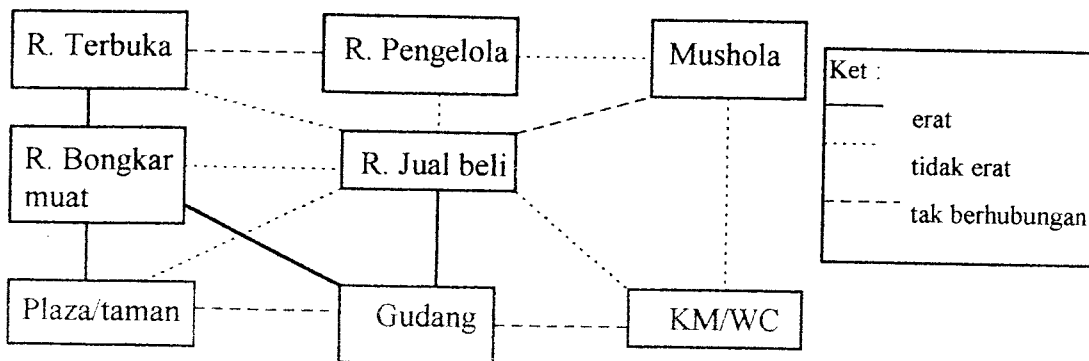 R. Terbuka
R. Pengelola
Mushola
Ket :
erat
tidak erat
tak berhubungan
R. Bongkar
muat
R. Jual beli
Plaza/taman
Gudang
KM/WC